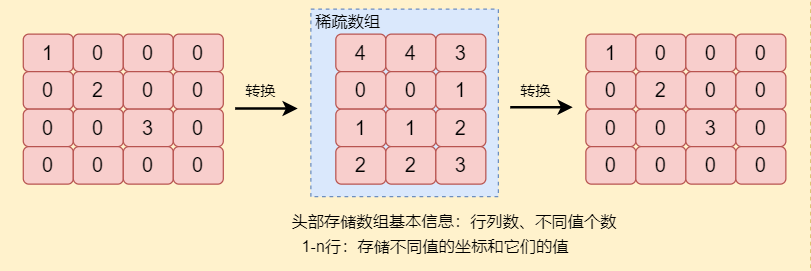 稀疏数组
1 0 0 0
0 2 0 0
0 0 3 0
0 0 0 0
转换
4 4 3
0 0 1
1 1 2
2 2 3
转换
1 0 0 0
0 2 0 0
0 0 3 0
0 0 0 0
头部存储数组基本信息：行列数、不同值个数
1-n行：存储不同值的坐标和它们的值